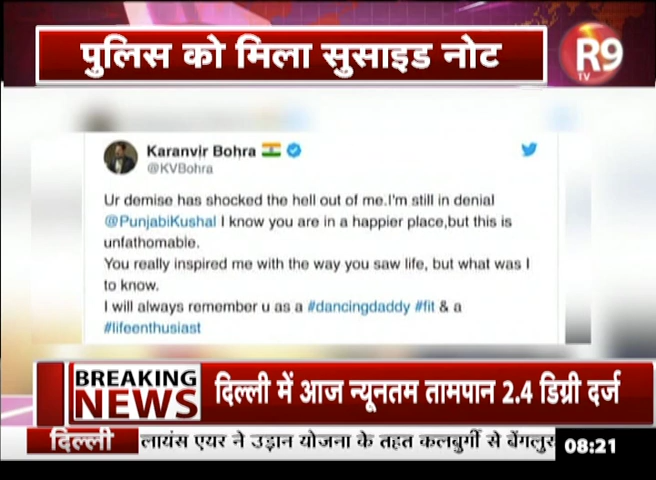 पुलिस को मिला सुसाइड नोट
R9
TV
Karanvir Bohra
@KVBohra
Ur demise has shocked the hell out of me.I'm still in denial
@PunjabiKushal I know you are in a happier place,but this is
unfathomable.
You really inspired me with the way you saw life, but what was I
to know.
I will always remember u as a #dancingdaddy #fit & a
#lifeenthusiast
BREAKING
NEWS
दिल्ली में आज न्यूनतम तामपान 2.4 डिग्री दर्ज
दिल्ली
लायंस एयर ने उड़ान योजना के तहत कलबुर्गी से बेंगलुर
08:21